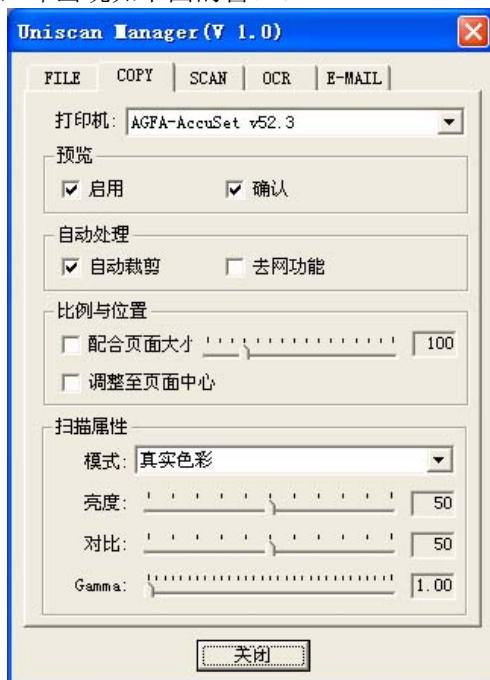 Uniscan Manager(V 1.0)
FILE COPY SCAN OCR E-MAIL
打印机: AGFA-AccuSet v52.3
预览
启用 确认
自动处理
自动裁剪 去网功能
比例与位置
配合页面大小 100
调整至页面中心
扫描属性
模式: 真实色彩
亮度: 50
对比: 50
Gamma: 1.00
关闭